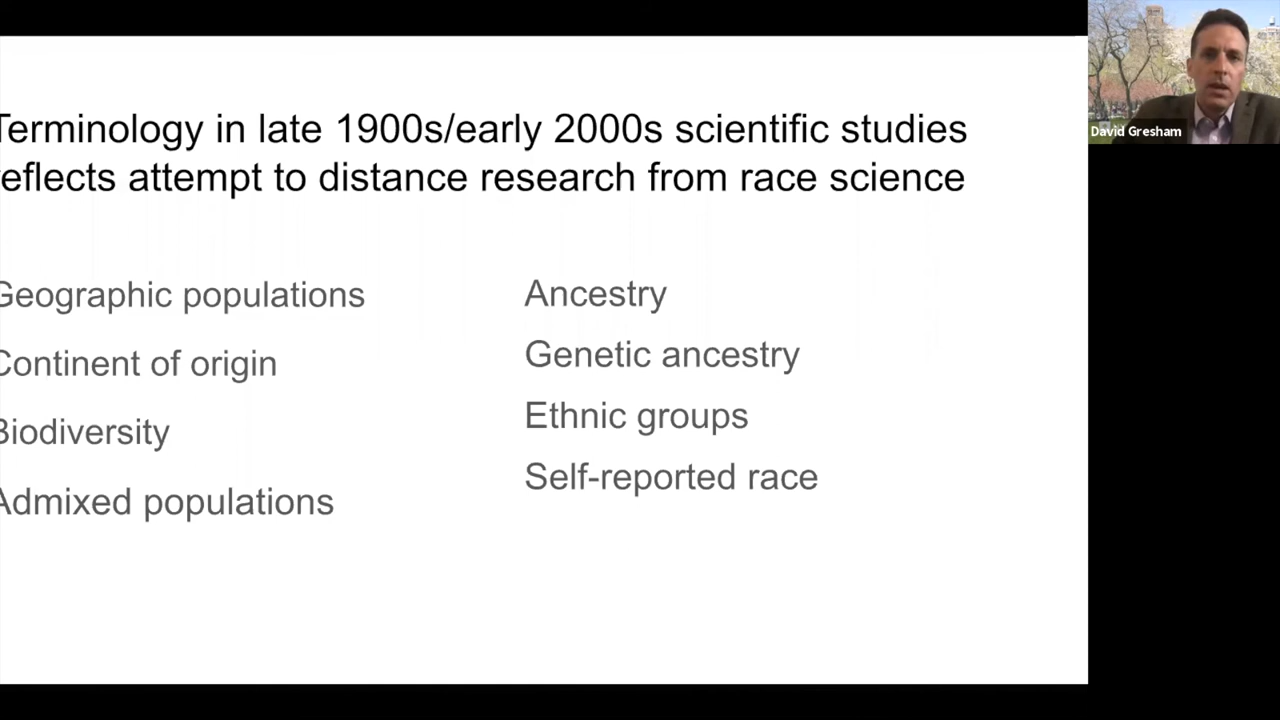 Terminology in late 1900s/early 2000s scientific studies
reflects attempt to distance research from race science
Geographic populations
Continent of origin
Biodiversity
Admixed populations
Ancestry
Genetic ancestry
Ethnic groups
Self-reported race
David Gresham